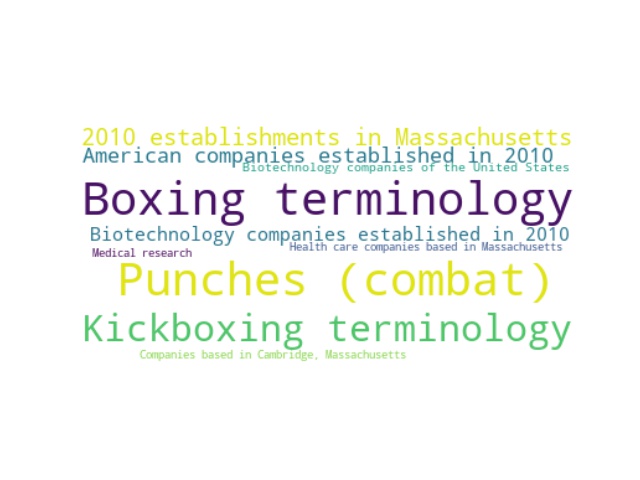 2010 establishments in Massachusetts
American companies established in 2010
Biotechnology companies of the United States
Boxing terminology
Biotechnology companies established in 2010
Health care companies based in Massachusetts
Medical research
Punches (combat)
Kickboxing terminology
Companies based in Cambridge, Massachusetts